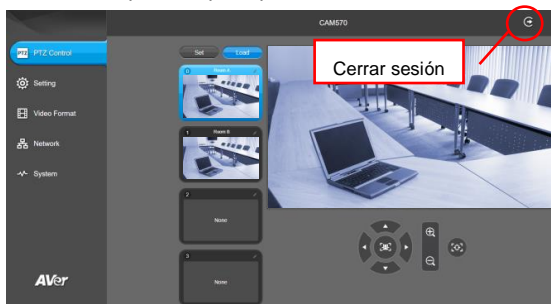 CAM570
PTZ
PTZ Control
Setting
Video Format
Network
System
AVer
Set
Load
0
Room A
1
Room B
2
None
3
None
Cerrar sesión